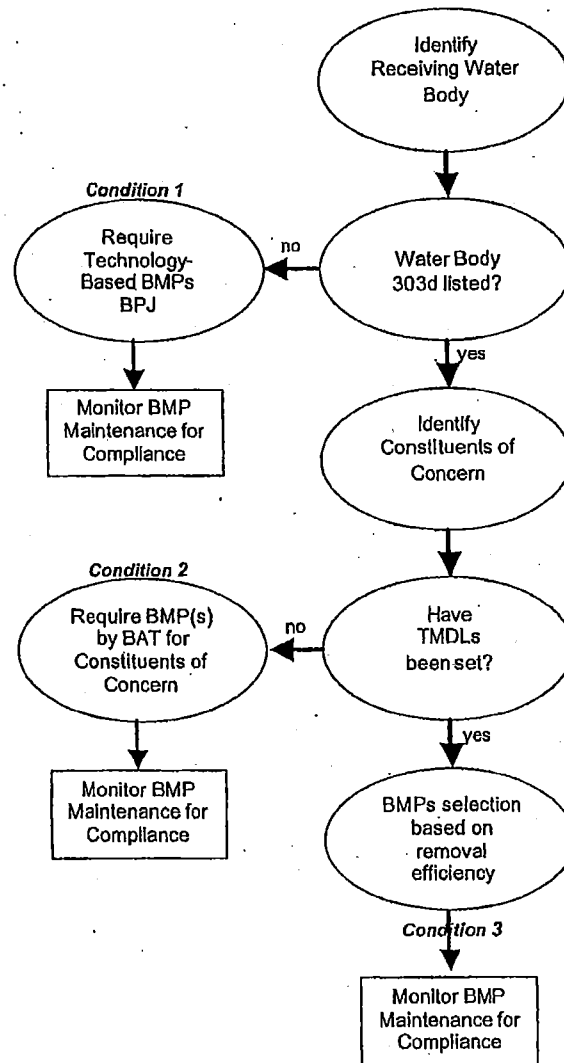 Identify
Receiving Water
Body
Condition 1
Require
Technology-
Based BMPs
BPJ
no
Water Body
303d listed?
yes
Monitor BMP
Maintenance for
Compliance
Identify
Constituents of
Concern
Condition 2
Require BMP(s)
by BAT for
Constituents of
Concern
no
Have
TMDLs
been set?
yes
Monitor BMP
Maintenance for
Compliance
BMPs selection
based on
removal
efficiency
Condition 3
Monitor BMP
Maintenance for
Compliance